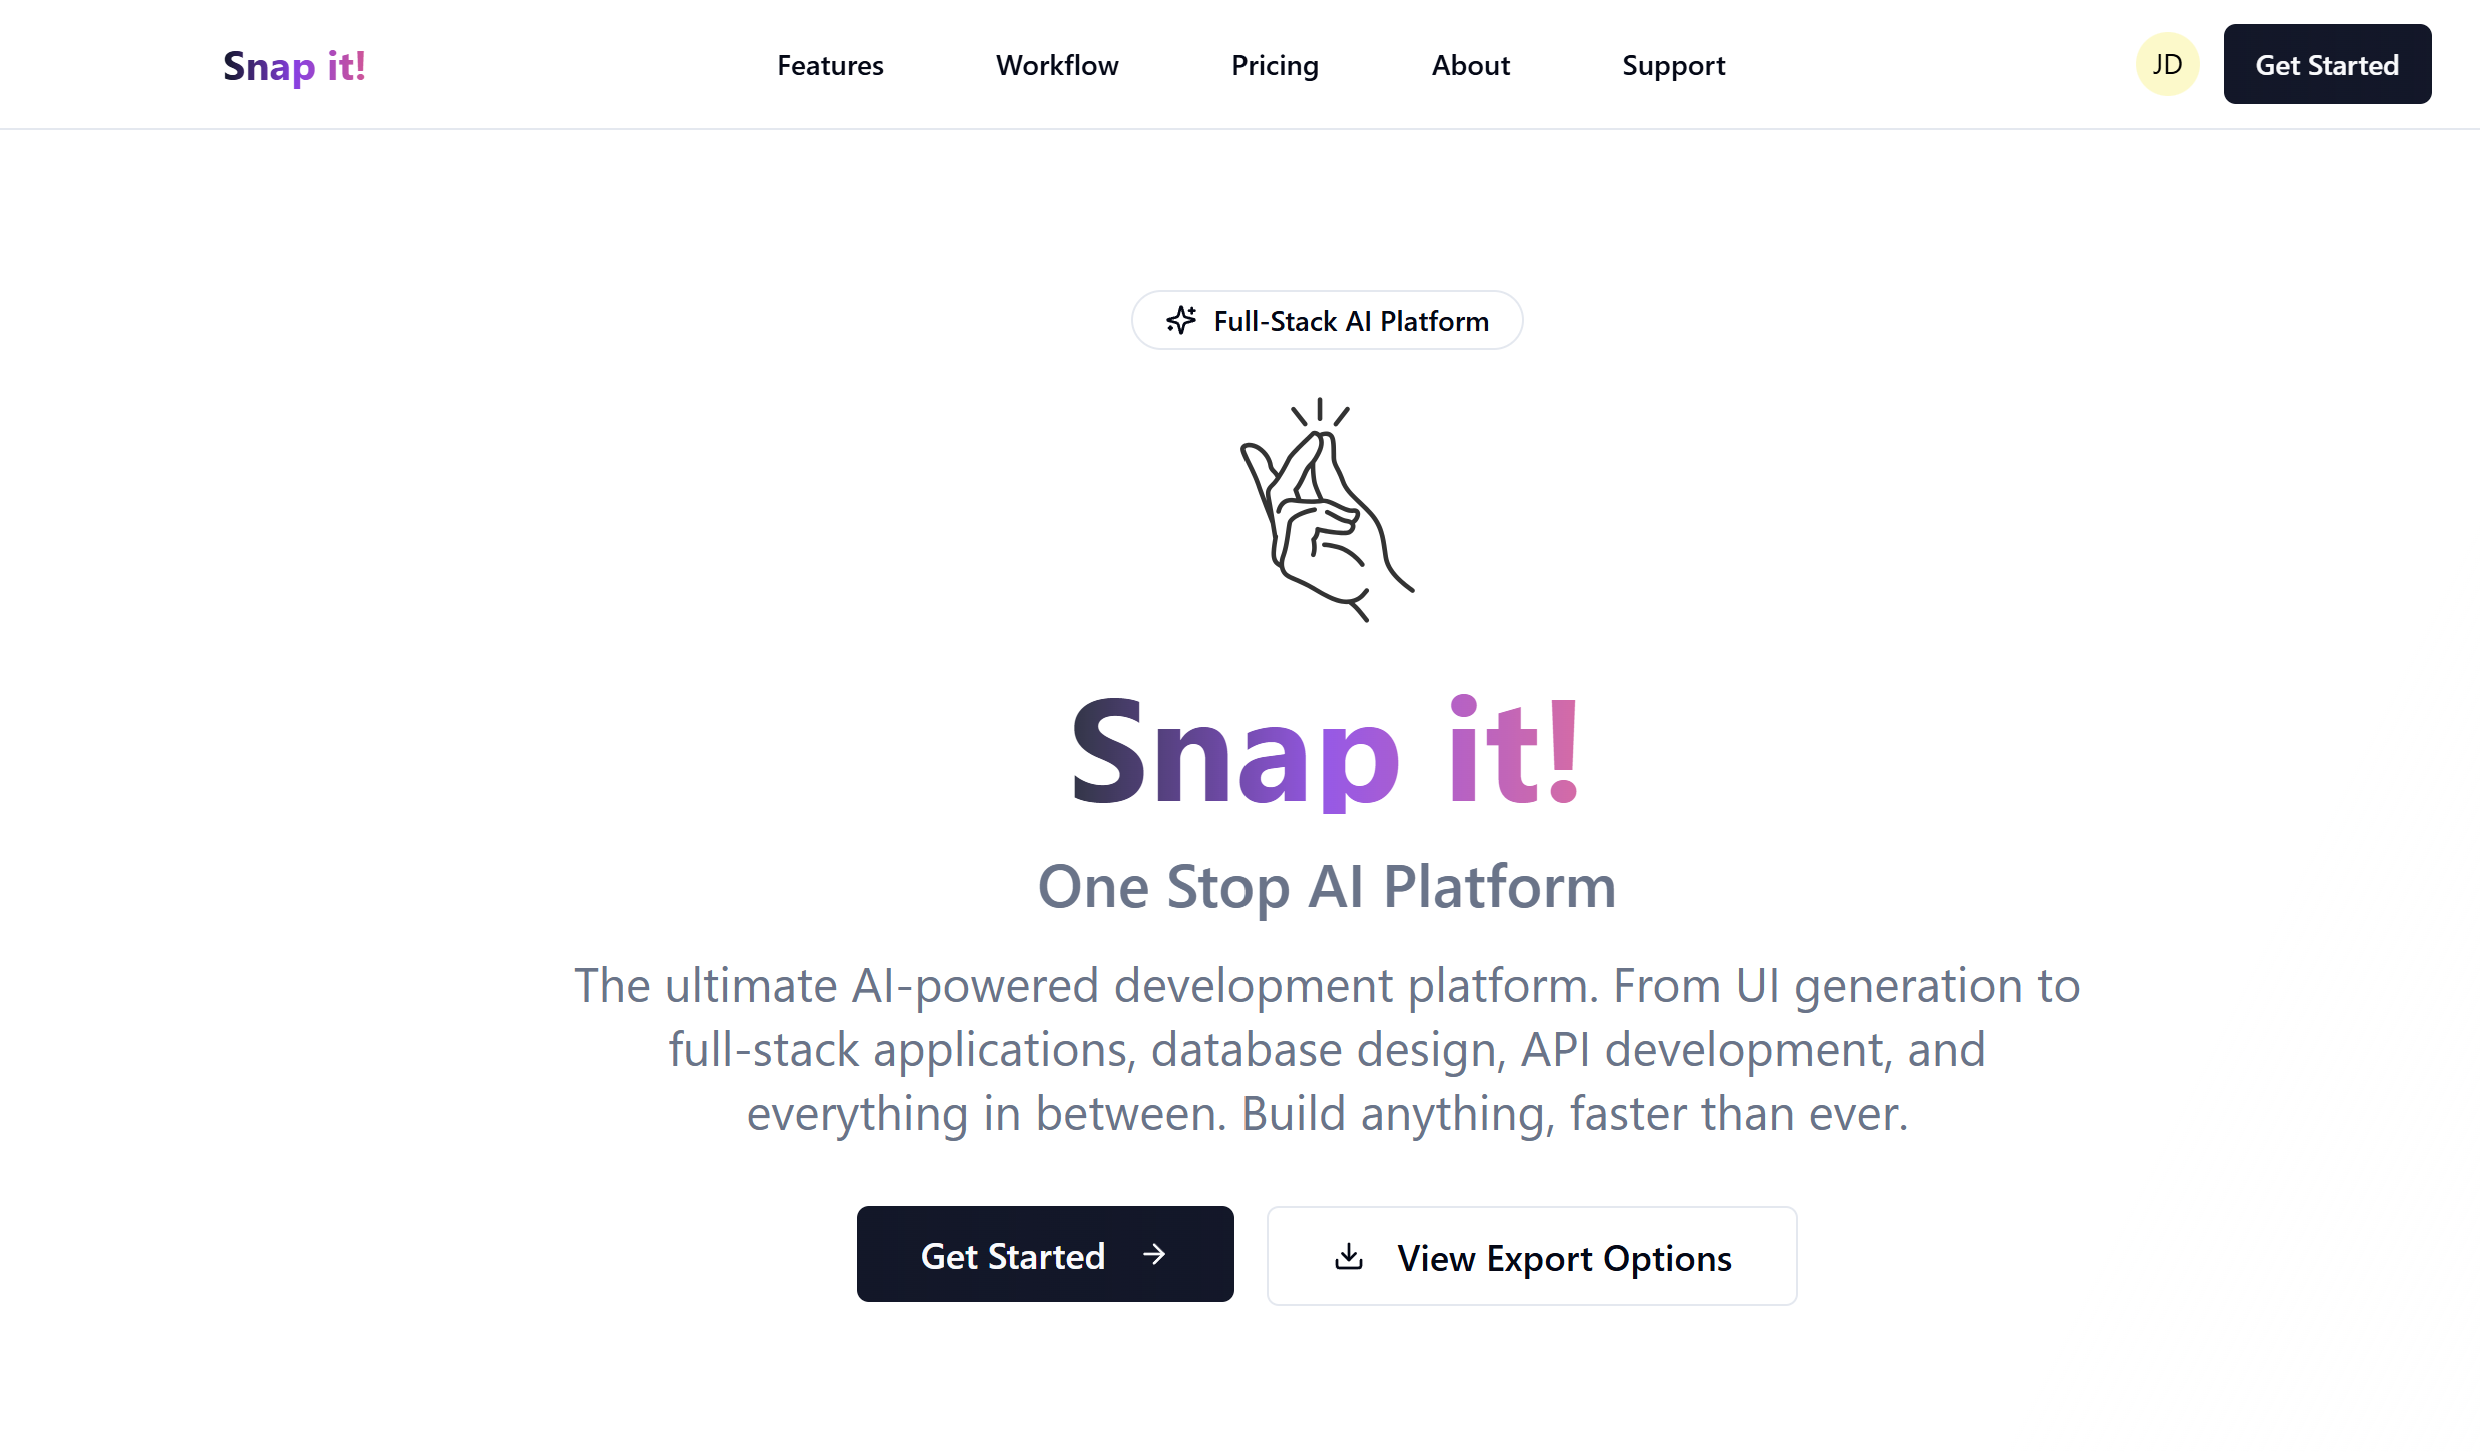 Snap it!
Features
Workflow
Pricing
About
Support
JD
Get Started
Full-Stack AI Platform
Snap it!
One Stop AI Platform
The ultimate AI-powered development platform. From UI generation to
full-stack applications, database design, API development, and
everything in between. Build anything, faster than ever.
Get Started
View Export Options